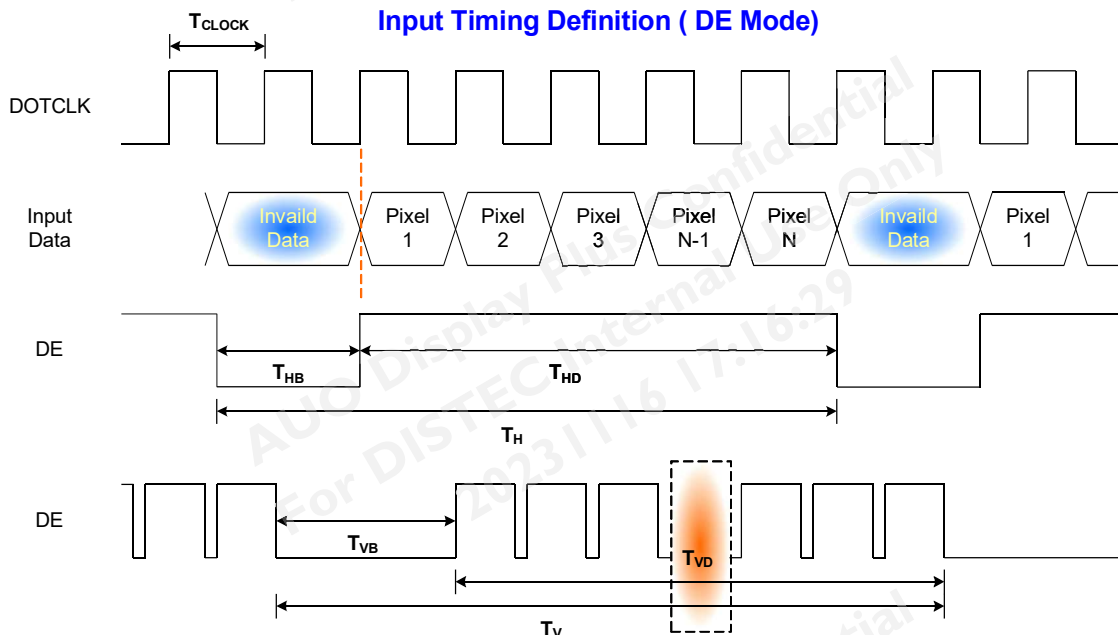 Input Timing Definition ( DE Mode)
TCLOCK
DOTCLK
Input
Data
Invaild
Data
Pixel
1
Pixel
2
Pixel
3
Pixel
N-1
Pixel
N
Invaild
Data
Pixel
1
DE
THB
THD
TH
DE
TVB
TVD
TV
AUO Display Plus Confidential
For DISTEC Internal Use Only
20231116 17:16:29
ential